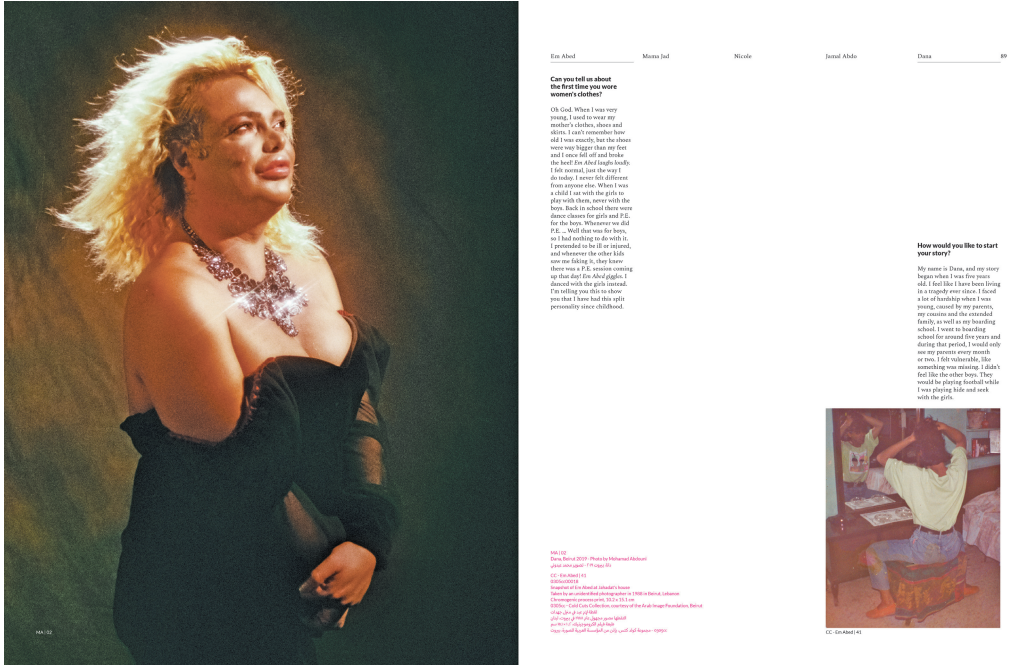 Em Abed
Mama Jad
Nicole
Jamal Abdo
Dana
89
Can you tell us about
the first time you wore
women's clothes?
Oh God. When I was very
young, I used to wear my
mother's clothes, shoes and
skirts. I can't remember how
old I was exactly, but the shoes
were way bigger than my feet
and I once fell off and broke
the heel! Em Abed laughs loudly.
I felt normal, just the way I
do today. I never felt different
from anyone else. When I was
a child I sat with the girls to
play with them, never with the
boys. Back in school there were
dance classes for girls and P.E.
for the boys. Whenever we did
P.E. ... Well that was for boys,
so I had nothing to do with it.
I pretended to be ill or injured,
and whenever the other kids
saw me faking it, they knew
there was a P.E. session coming
up that day! Em Abed giggles. I
danced with the girls instead.
I'm telling you this to show
you that I have had this split
personality since childhood.
How would you like to start
your story?
My name is Dana, and my story
began when I was five years
old. I feel like I have been living
in a tragedy ever since. I faced
a lot of hardship when I was
young, caused by my parents,
my cousins and the extended
family, as well as my boarding
school. I went to boarding
school for around five years and
during that period, I would only
see my parents every month
or two. I felt vulnerable, like
something was missing. I didn't
feel like the other boys. They
would be playing football while
I was playing hide and seek
with the girls.
MA | 02
Dana, Beirut 2019 - Photo by Mohamad Abdouni
CC - Em Abed | 41
Snapshot of Em Abed at Jabadat's house
Taken by an unidentified photographer in 1998 in Beirut, Lebanon
Chromogenic process print, 10.2 x 15.1 cm
0305cc - Cold Cuts Collection, courtesy of the Arab Image Foundation, Beirut
MA | 02
CC - Em Abed | 41